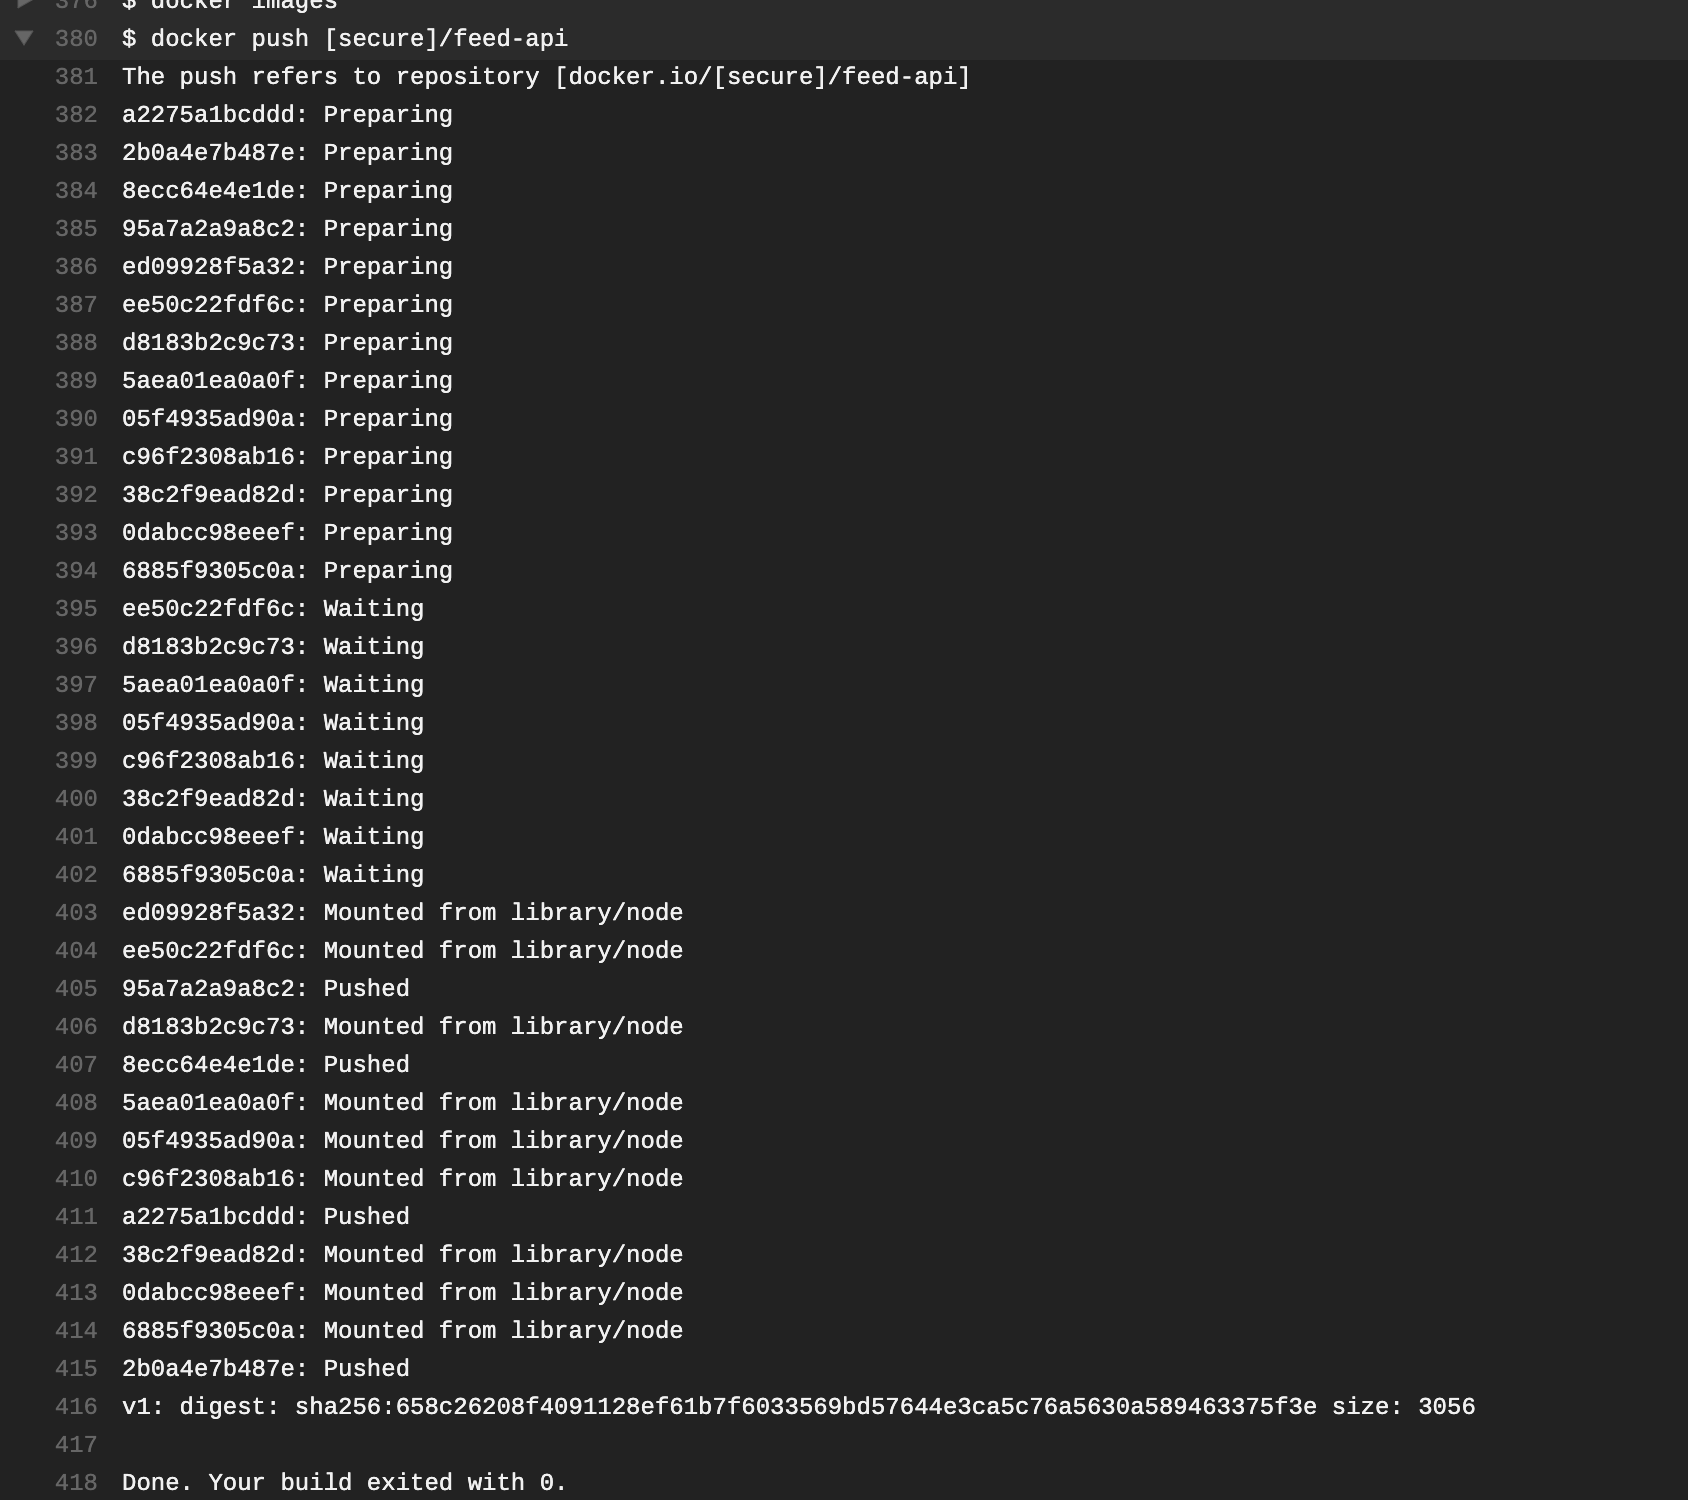 376 $ docker images
380 $ docker push [secure]/feed-api
381 The push refers to repository [docker.io/[secure]/feed-api]
382 a2275a1bcddd: Preparing
383 2b0a4e7b487e: Preparing
384 8ecc64e4e1de: Preparing
385 95a7a2a9a8c2: Preparing
386 ed09928f5a32: Preparing
387 ee50c22fdf6c: Preparing
388 d8183b2c9c73: Preparing
389 5aea01ea0a0f: Preparing
390 05f4935ad90a: Preparing
391 c96f2308ab16: Preparing
392 38c2f9ead82d: Preparing
393 0dabcc98eeef: Preparing
394 6885f9305c0a: Preparing
395 ee50c22fdf6c: Waiting
396 d8183b2c9c73: Waiting
397 5aea01ea0a0f: Waiting
398 05f4935ad90a: Waiting
399 c96f2308ab16: Waiting
400 38c2f9ead82d: Waiting
401 0dabcc98eeef: Waiting
402 6885f9305c0a: Waiting
403 ed09928f5a32: Mounted from library/node
404 ee50c22fdf6c: Mounted from library/node
405 95a7a2a9a8c2: Pushed
406 d8183b2c9c73: Mounted from library/node
407 8ecc64e4e1de: Pushed
408 5aea01ea0a0f: Mounted from library/node
409 05f4935ad90a: Mounted from library/node
410 c96f2308ab16: Mounted from library/node
411 a2275a1bcddd: Pushed
412 38c2f9ead82d: Mounted from library/node
413 0dabcc98eeef: Mounted from library/node
414 6885f9305c0a: Mounted from library/node
415 2b0a4e7b487e: Pushed
416 v1: digest: sha256:658c26208f4091128ef61b7f6033569bd57644e3ca5c76a5630a589463375f3e size: 3056
417
418 Done. Your build exited with 0.